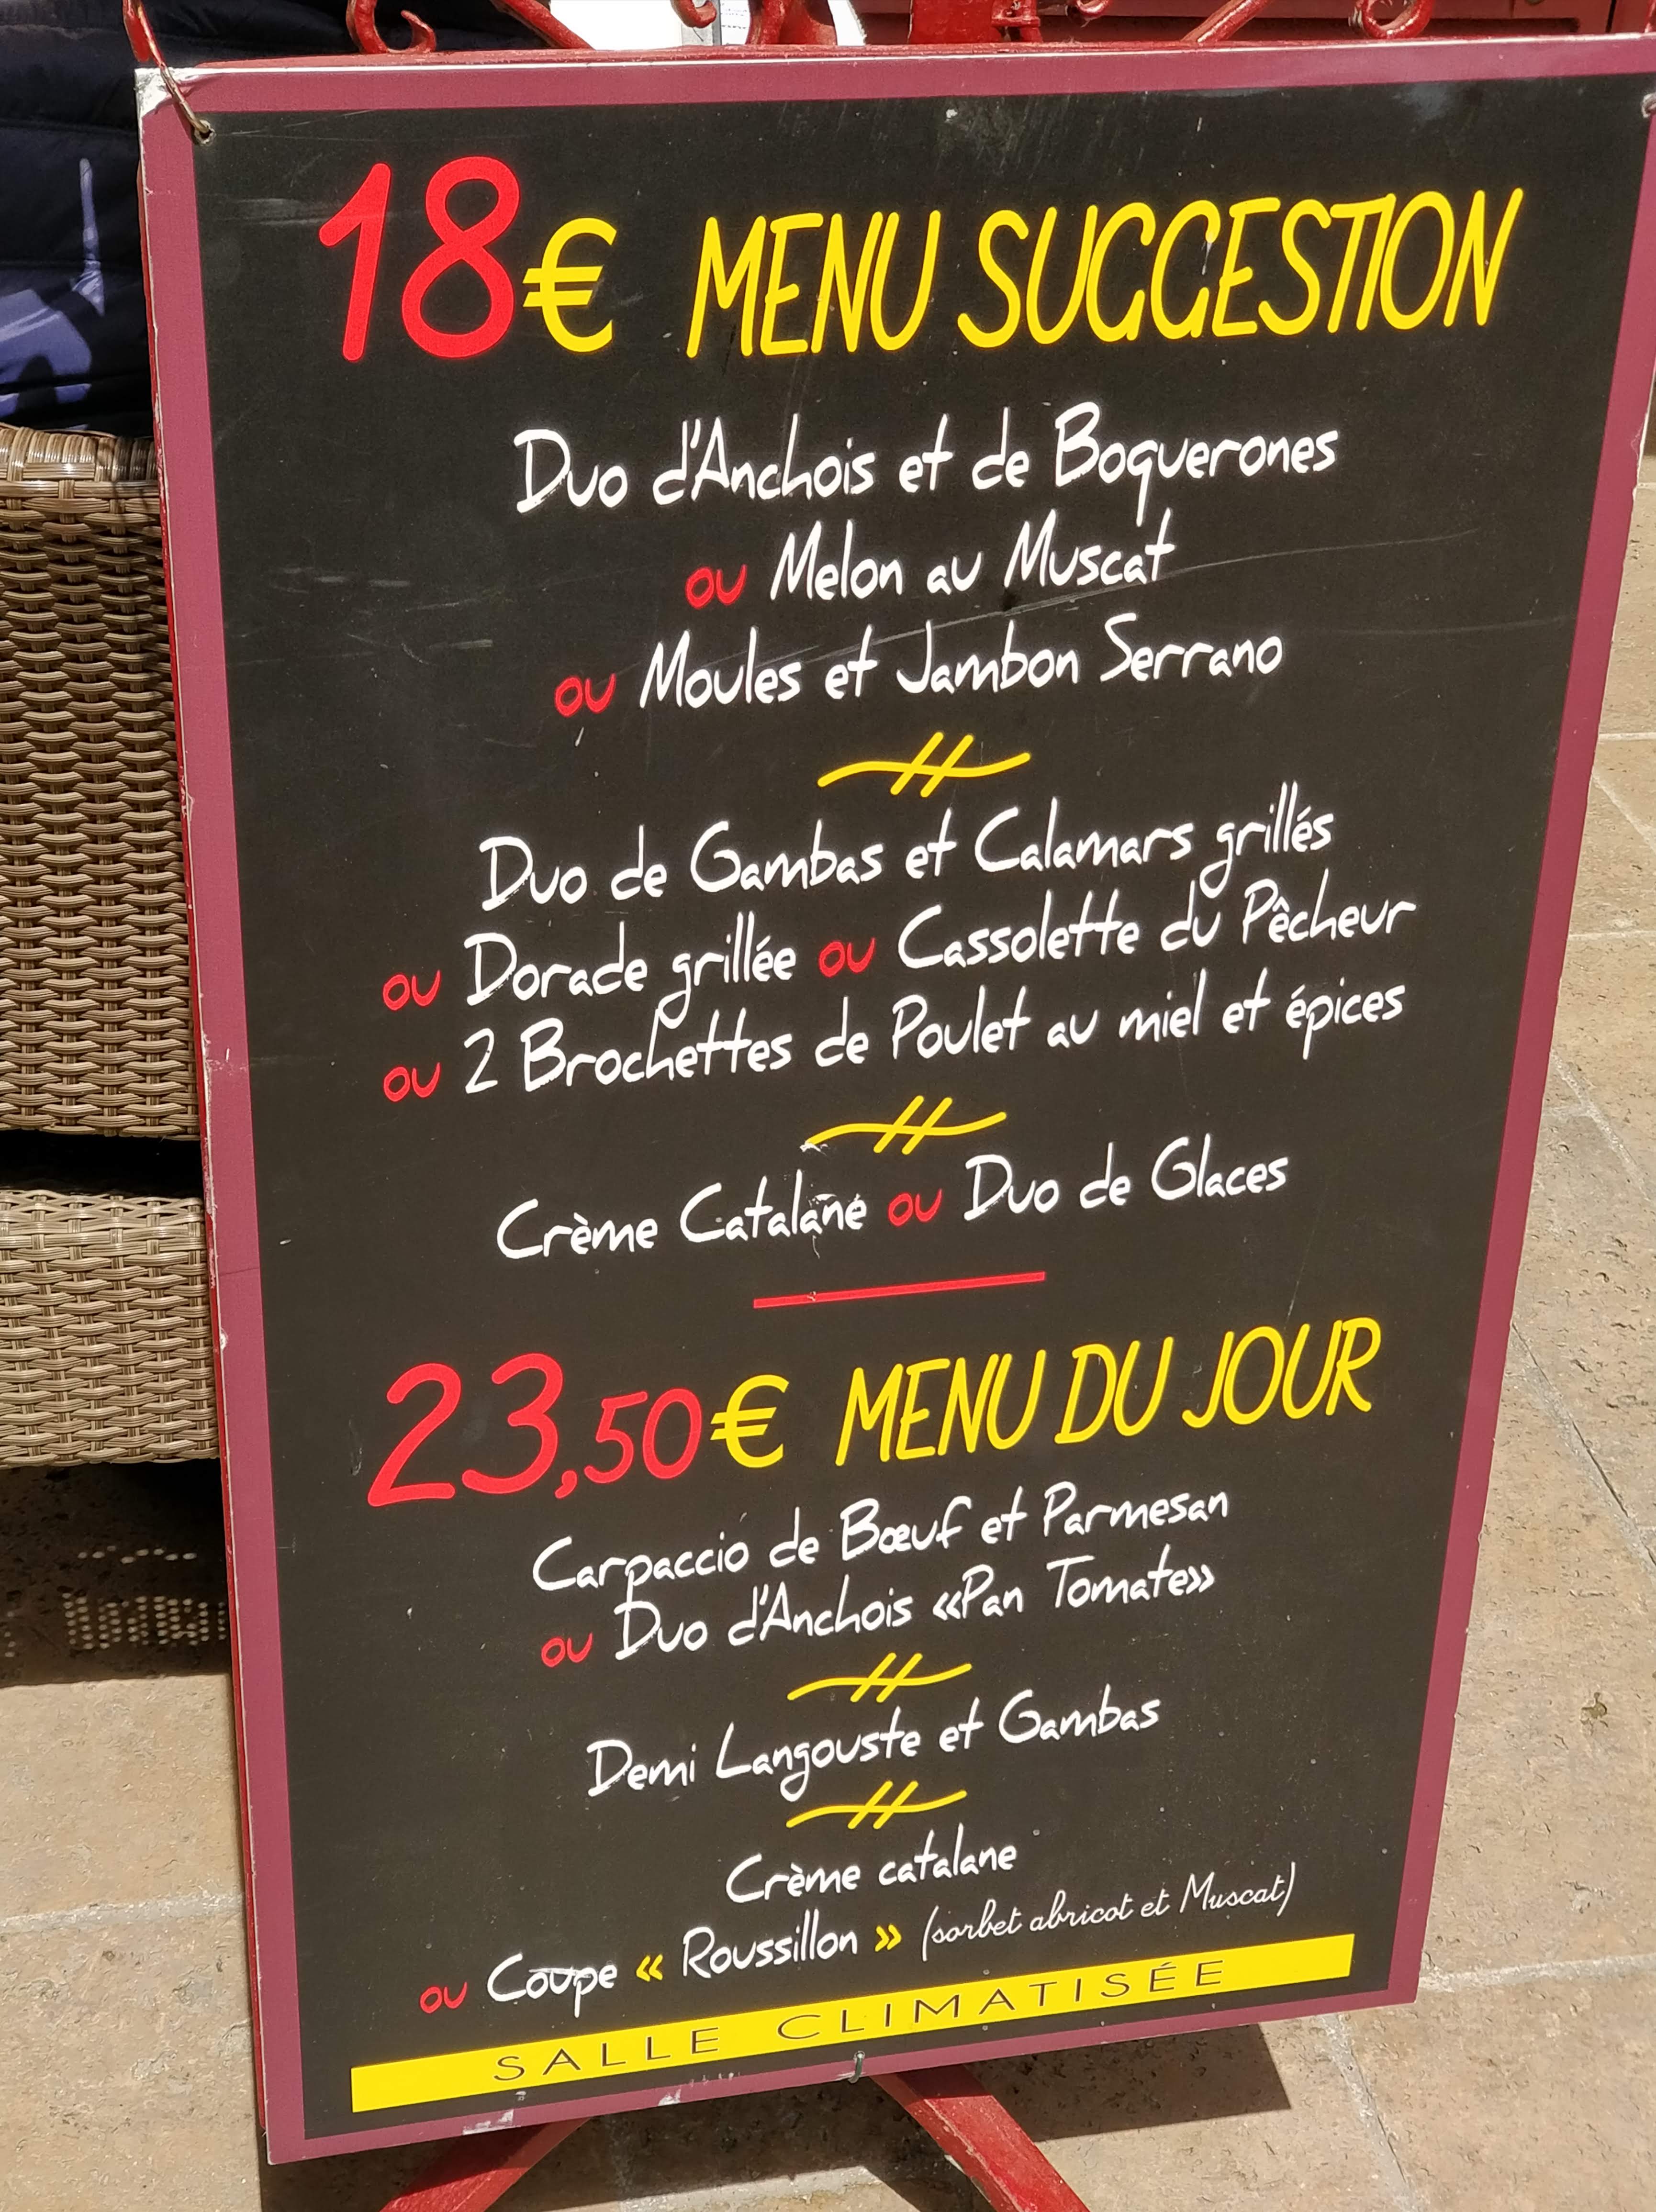 18€ MENU SUGGESTION
Duo d'Anchois et de Boquerones
ou Melon au Muscat
ou Moules et Jambon Serrano
Duo de Gambas et Calamars grillés
ou Dorade grillée ou Cassolette du Pêcheur
ou 2 Brochettes de Poulet au miel et épices
Crème Catalane ou Duo de Glaces
23,50€ MENU DU JOUR
Carpaccio de Bœuf et Parmesan
ou Duo d'Anchois «Pan Tomate»
Demi Langouste et Gambas
Crème catalane
ou Coupe « Roussillon » (sorbet abricot et Muscat)
SALLE CLIMATISÉE